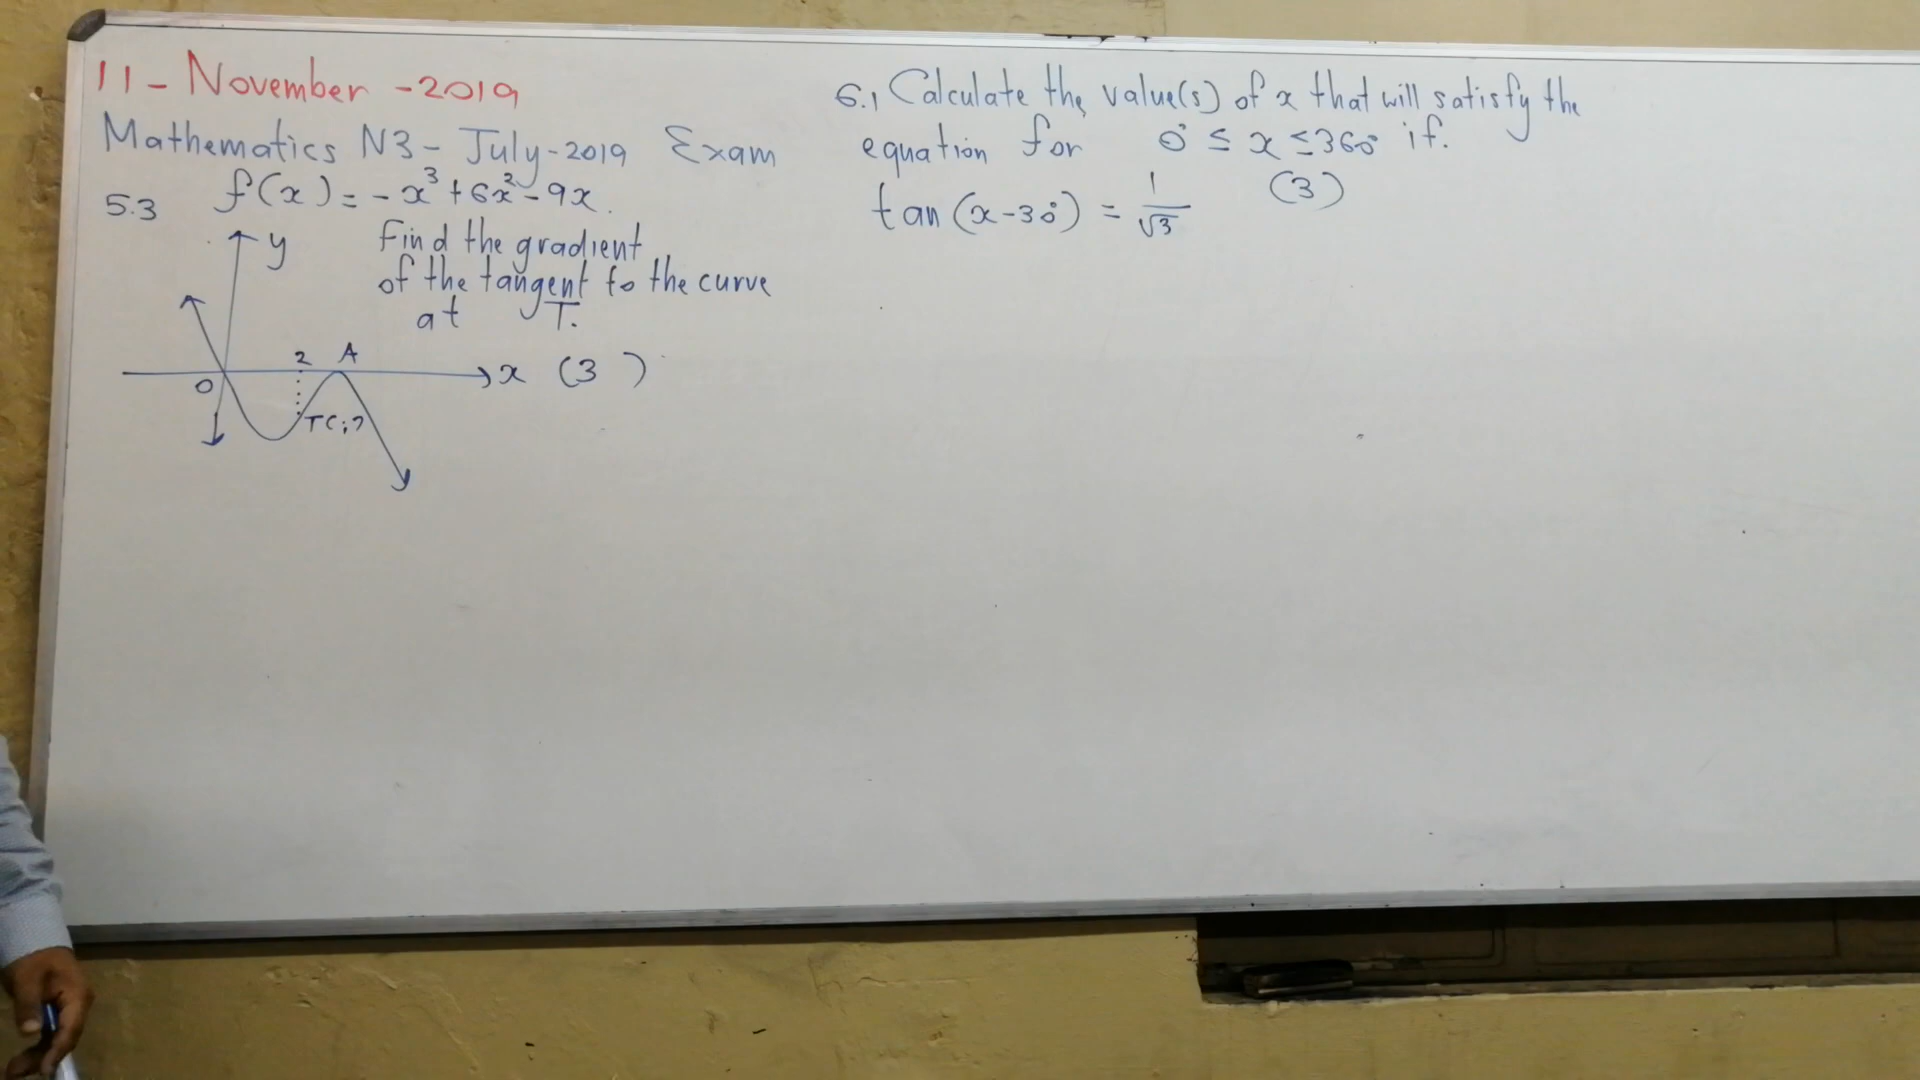 11 - November - 2019
Mathematics N3 - July - 2019 Exam
5.3 f(x) = -x³ + 6x² - 9x.
Find the gradient
of the tangent to the curve
at T.
y
2 A
0
x (3)
T(;)
6.1 Calculate the value(s) of x that will satisfy the
equation for 0° ≤ x ≤ 360° if.
tan (x - 30°) = 1/√3 (3)